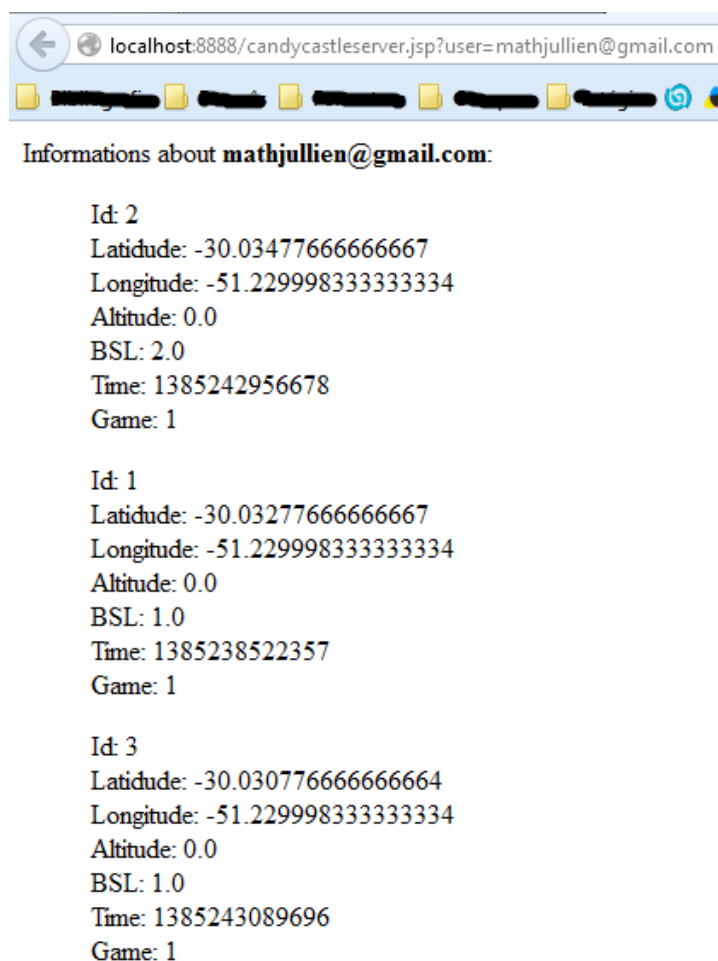 localhost:8888/candycastleserver.jsp?user=mathjullien@gmail.com
Informations about mathjullien@gmail.com:
Id: 2
Latidude: -30.03477666666667
Longitude: -51.229998333333334
Altitude: 0.0
BSL: 2.0
Time: 1385242956678
Game: 1
Id: 1
Latidude: -30.03277666666667
Longitude: -51.229998333333334
Altitude: 0.0
BSL: 1.0
Time: 1385238522357
Game: 1
Id: 3
Latidude: -30.030776666666664
Longitude: -51.229998333333334
Altitude: 0.0
BSL: 1.0
Time: 1385243089696
Game: 1